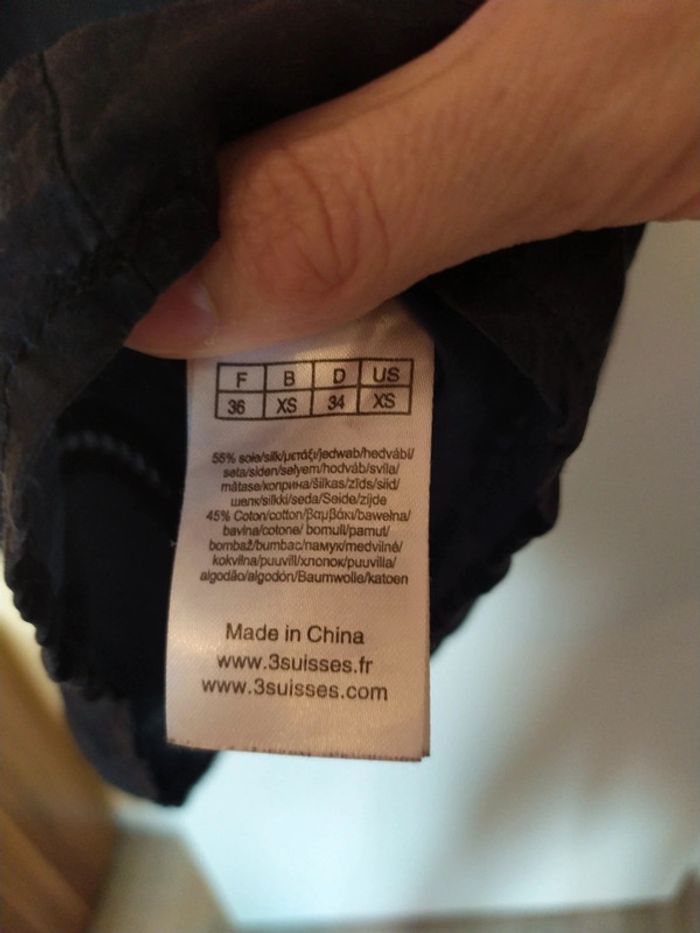 F B D US
36 XS 34 XS
55% soie/silk/μετάξι/jedwab/hedvábí/
seta/siden/selyem/hodváb/svila/
mătase/коприна/šilkas/zīds/siid/
шелк/silkki/seda/Seide/zijde
45% Coton/cotton/βαμβάκι/bawełna/
bavlna/cotone/ bomull/pamut/
bombaž/bumbac/памук/medvilnė/
kokvilna/puuvill/хлопок/puuvilla/
algodão/algodón/Baumwolle/katoen
Made in China
www.3suisses.fr
www.3suisses.com